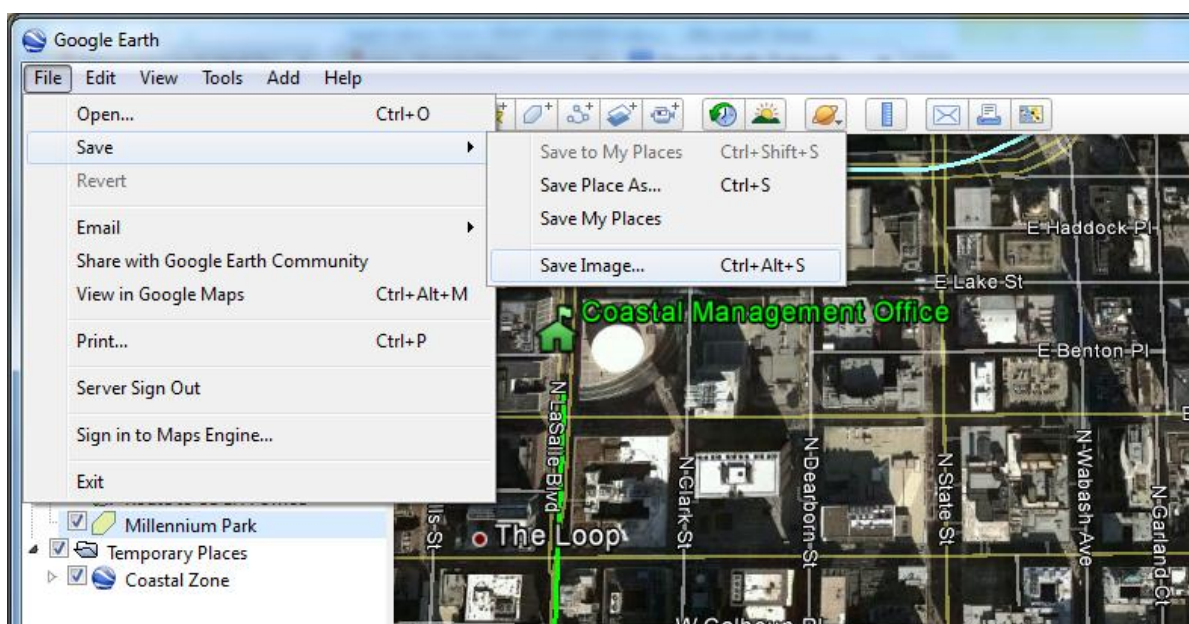 Google Earth
File Edit View Tools Add Help
Open... Ctrl+O
Save
Revert
Email
Share with Google Earth Community
View in Google Maps Ctrl+Alt+M
Print... Ctrl+P
Server Sign Out
Sign in to Maps Engine...
Exit
Save to My Places Ctrl+Shift+S
Save Place As... Ctrl+S
Save My Places
Save Image... Ctrl+Alt+S
Millennium Park
Temporary Places
Coastal Zone
E Haddock Pl
E Lake St
Coastal Management Office
E Benton Pl
N LaSalle Blvd
N Clark St
N Dearborn St
N State St
N Wabash Ave
N Garland Ct
lls St
The Loop
W Calhoun Pl